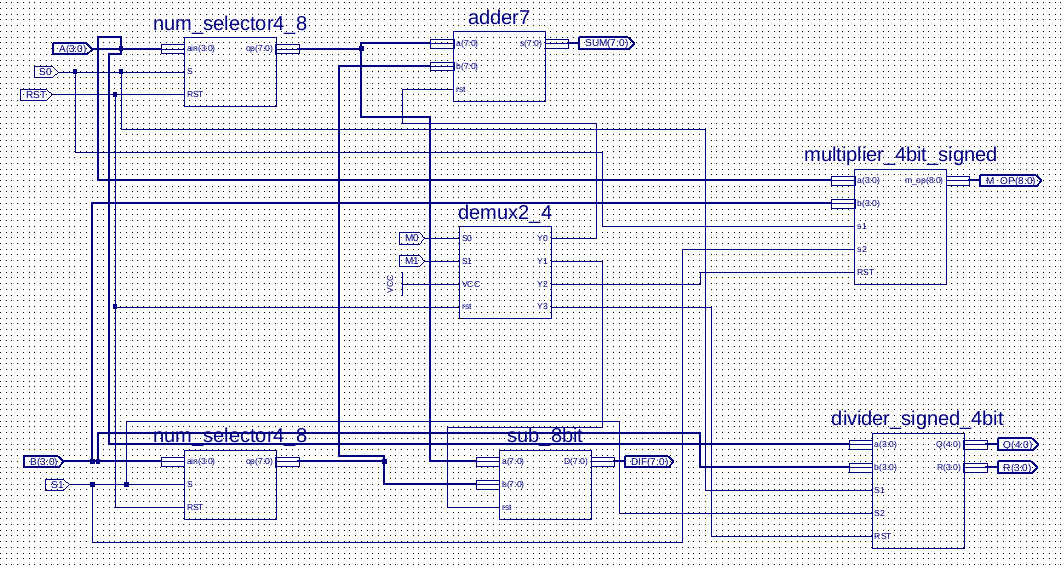 num_selector4_8
A(3:0)
ain(3:0)
op(7:0)
S0
S
RST
RST
adder7
a(7:0)
s(7:0)
SUM(7:0)
b(7:0)
rst
multiplier_4bit_signed
a(3:0)
m_op(8:0)
M_OP(8:0)
b(3:0)
s1
s2
RST
demux2_4
M0
S0
Y0
M1
S1
Y1
VCC
VCC
Y2
rst
Y3
num_selector4_8
B(3:0)
ain(3:0)
op(7:0)
S1
S
RST
sub_8bit
a(7:0)
D(7:0)
DIF(7:0)
b(7:0)
rst
divider_signed_4bit
a(3:0)
Q(4:0)
Q(4:0)
b(3:0)
R(3:0)
R(3:0)
S1
S2
RST